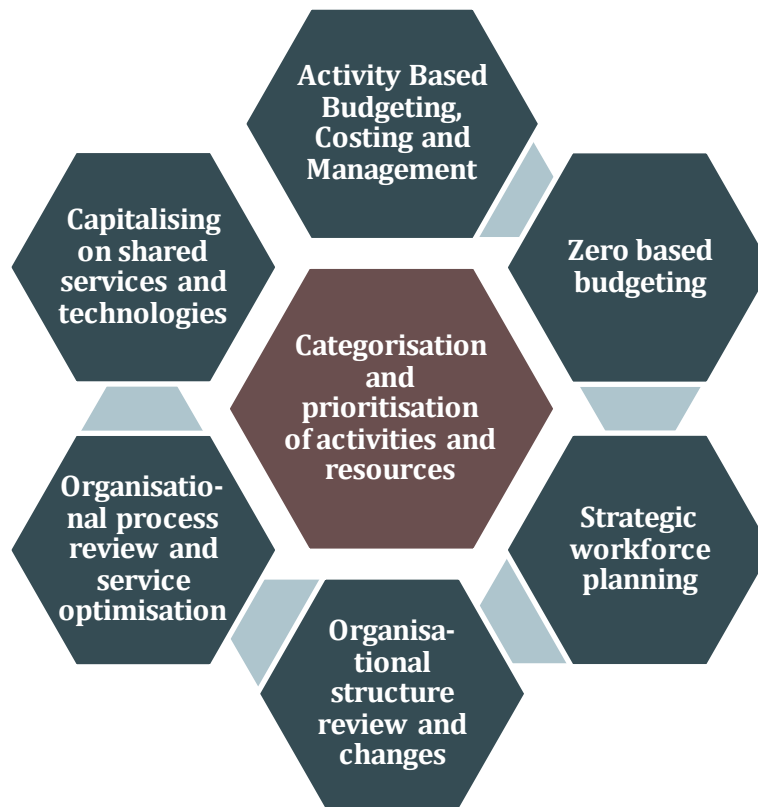 Activity Based
Budgeting,
Costing and
Management
Zero based
budgeting
Strategic
workforce
planning
Organisa-
tional
structure
review and
changes
Organisatio-
nal process
review and
service
optimisation
Capitalising
on shared
services and
technologies
Categorisation
and
prioritisation
of activities and
resources